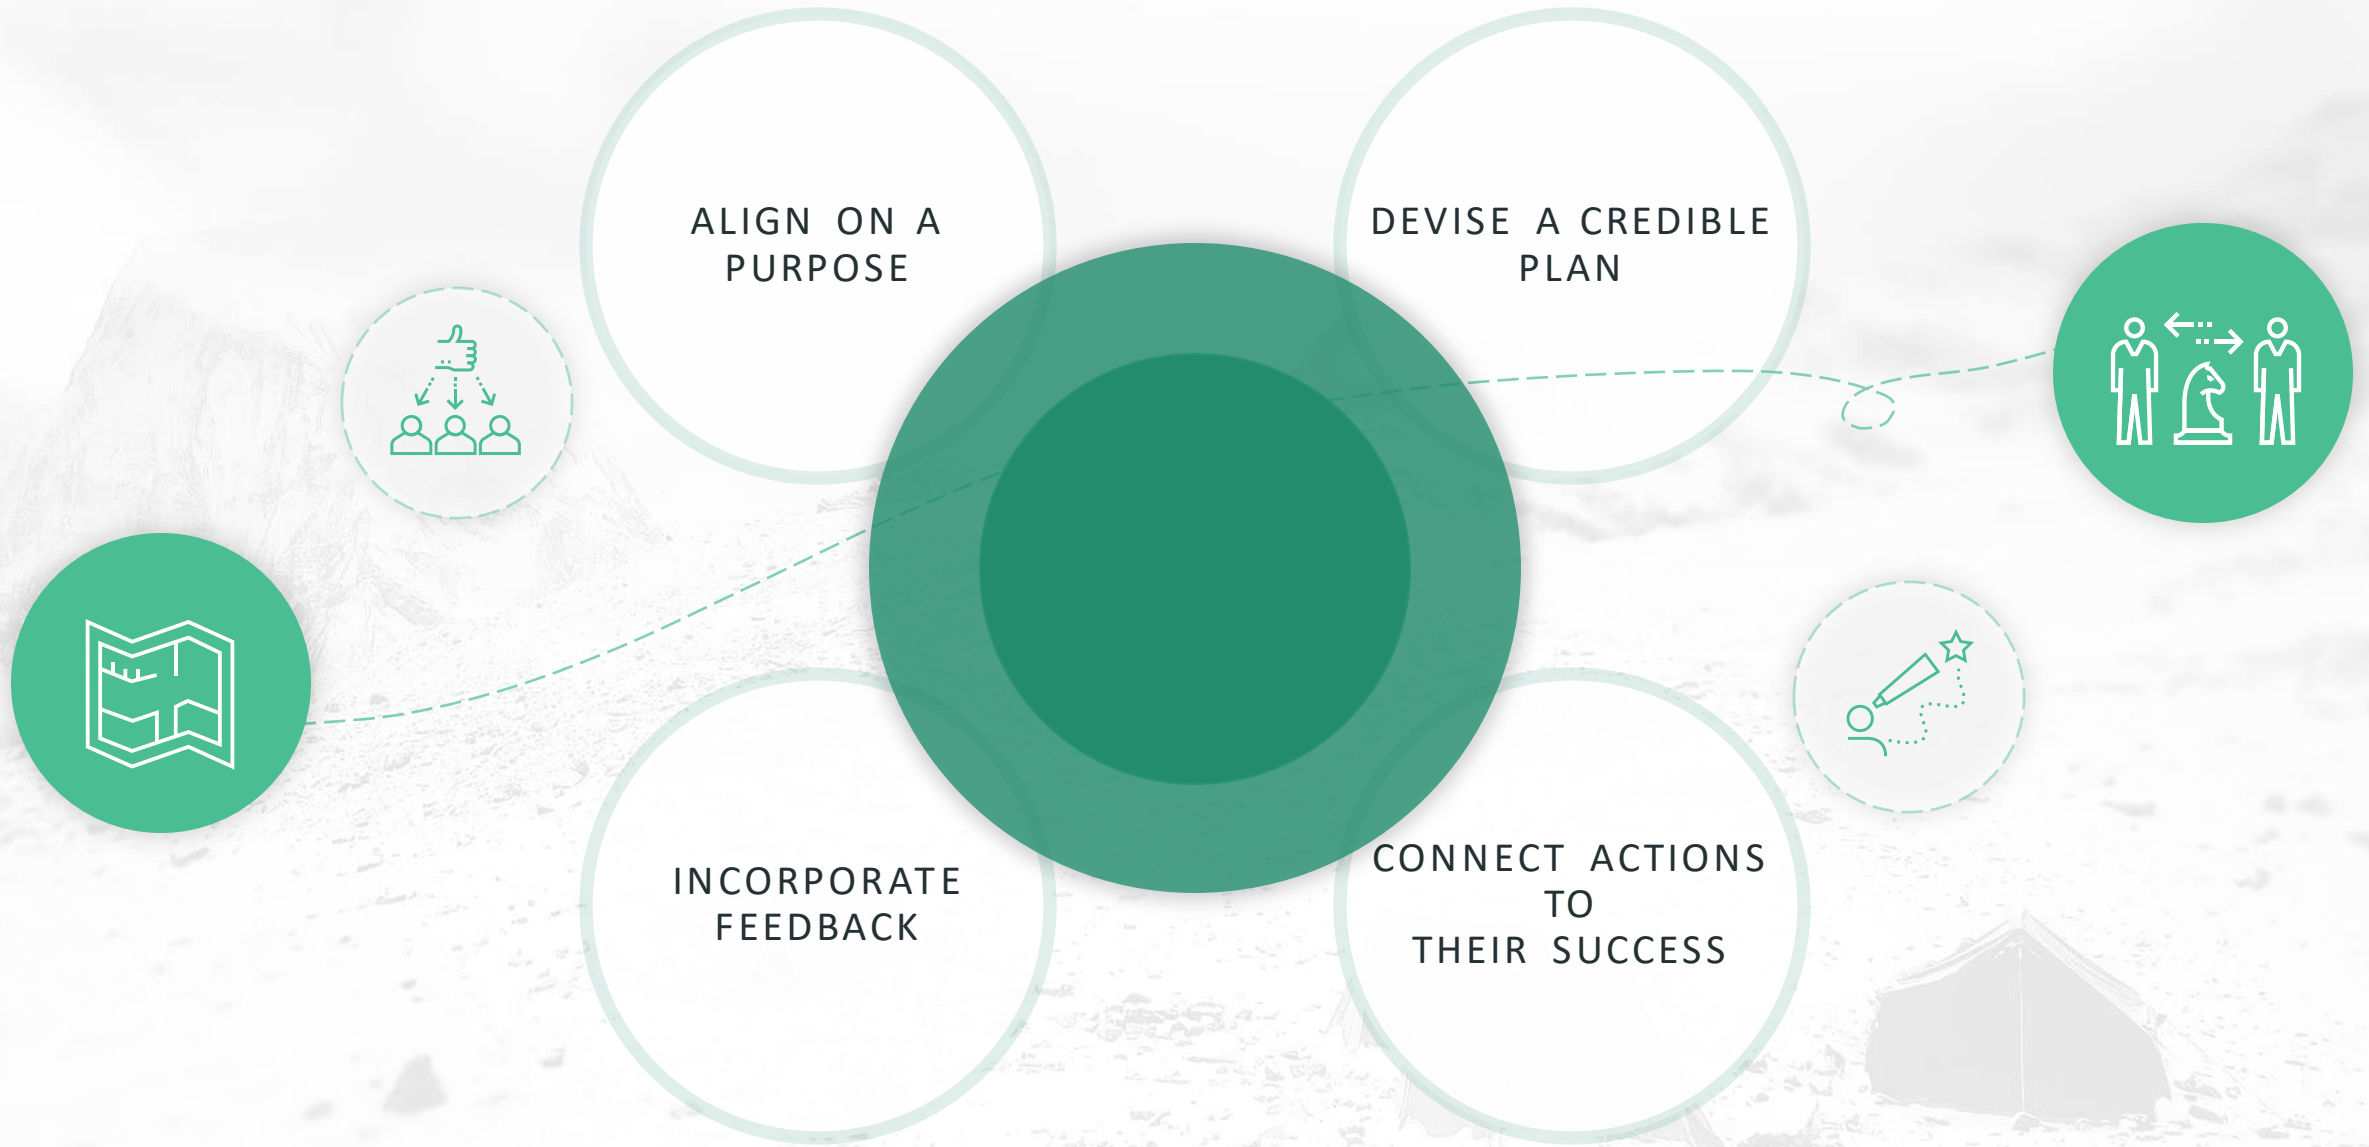 ALIGN ON A
PURPOSE
DEVISE A CREDIBLE
PLAN
INCORPORATE
FEEDBACK
CONNECT ACTIONS
TO
THEIR SUCCESS